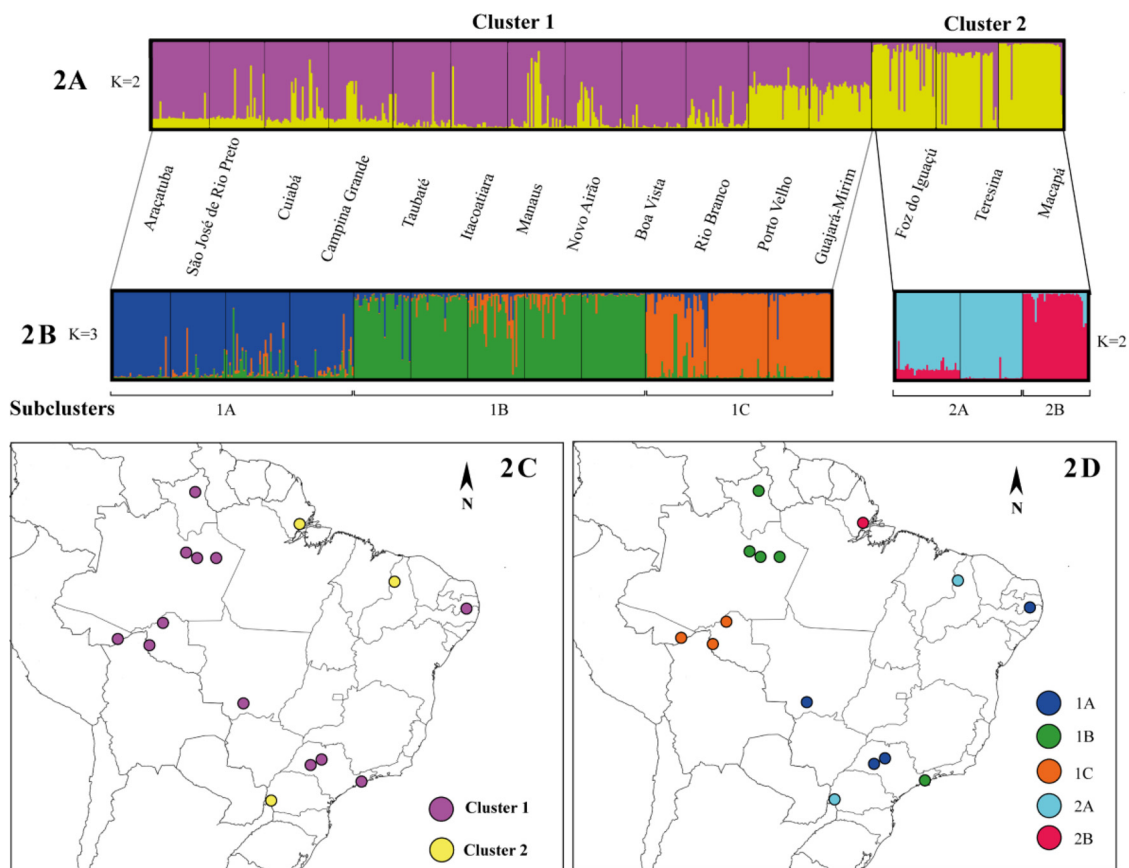 Cluster 1
Cluster 2
2A
K=2
Araçatuba
São José de Rio Preto
Cuiabá
Campina Grande
Taubaté
Itacoatiara
Manaus
Novo Airão
Boa Vista
Rio Branco
Porto Velho
Guajará-Mirim
Foz do Iguaçú
Teresina
Macapá
2B
K=3
K=2
Subclusters
1A
1B
1C
2A
2B
2C
N
Cluster 1
Cluster 2
2D
N
1A
1B
1C
2A
2B